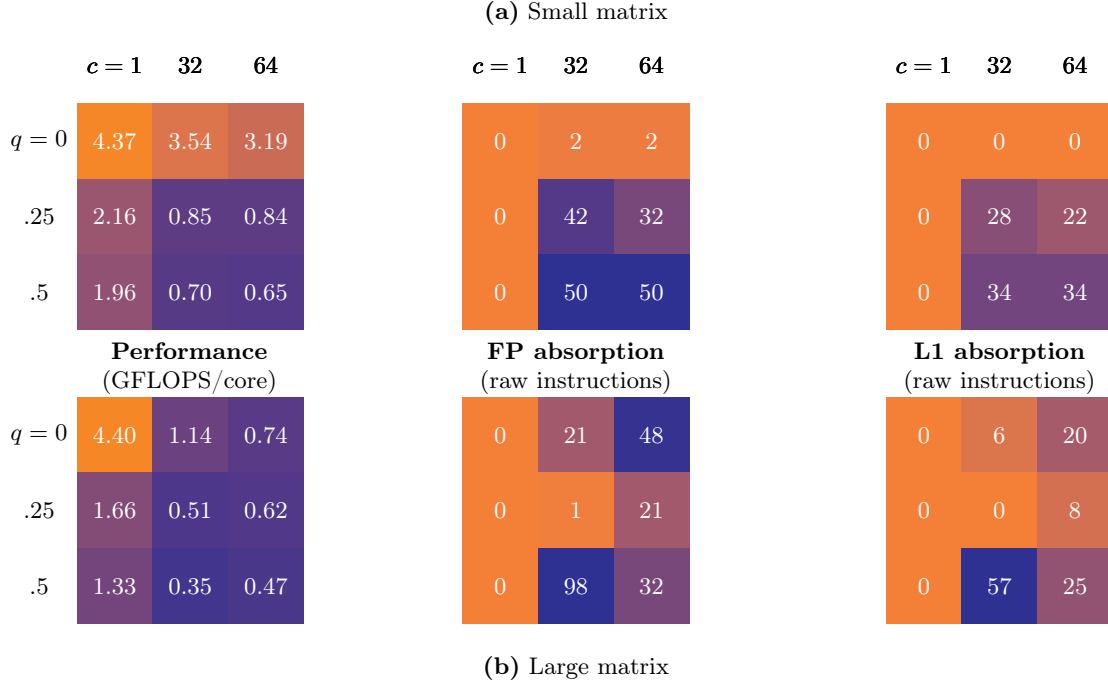 (a) Small matrix
c = 1 32 64 c = 1 32 64 c = 1 32 64
q = 0 4.37 3.54 3.19 0 2 2 0 0 0
.25 2.16 0.85 0.84 0 42 32 0 28 22
.5 1.96 0.70 0.65 0 50 50 0 34 34
Performance FP absorption L1 absorption
(GFLOPS/core) (raw instructions) (raw instructions)
q = 0 4.40 1.14 0.74 0 21 48 0 6 20
.25 1.66 0.51 0.62 0 1 21 0 0 8
.5 1.33 0.35 0.47 0 98 32 0 57 25
(b) Large matrix